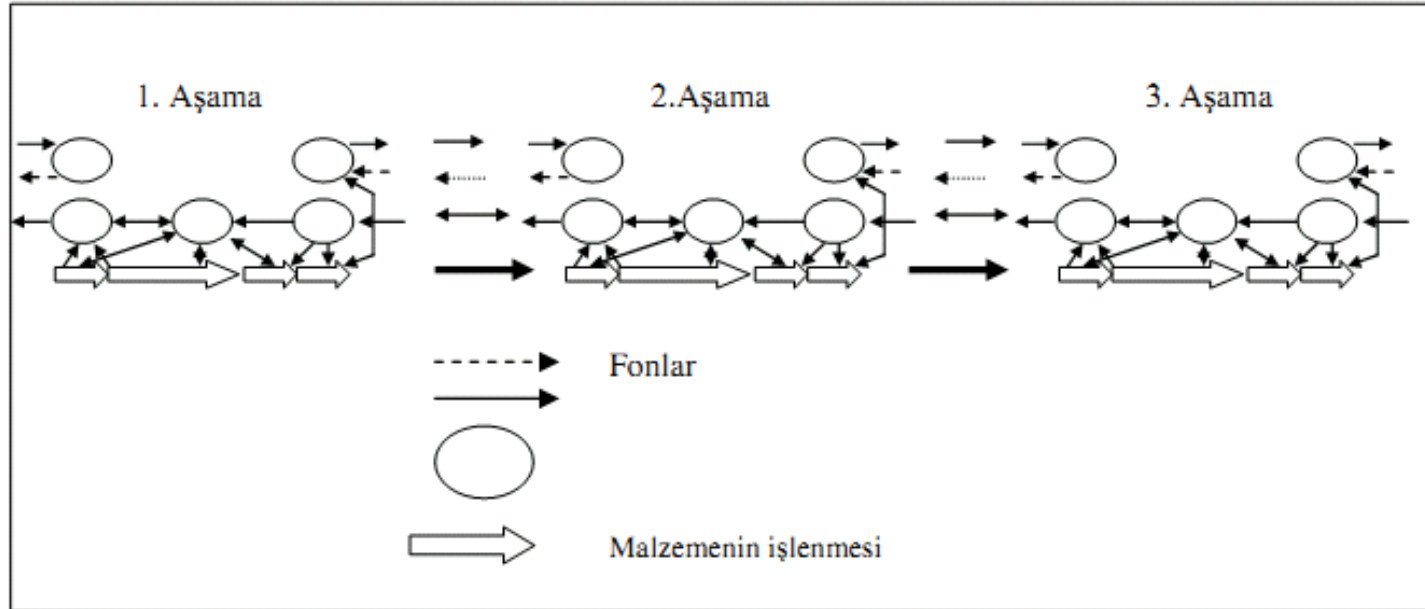 1. Aşama
2.Aşama
3. Aşama
Fonlar
Malzemenin işlenmesi